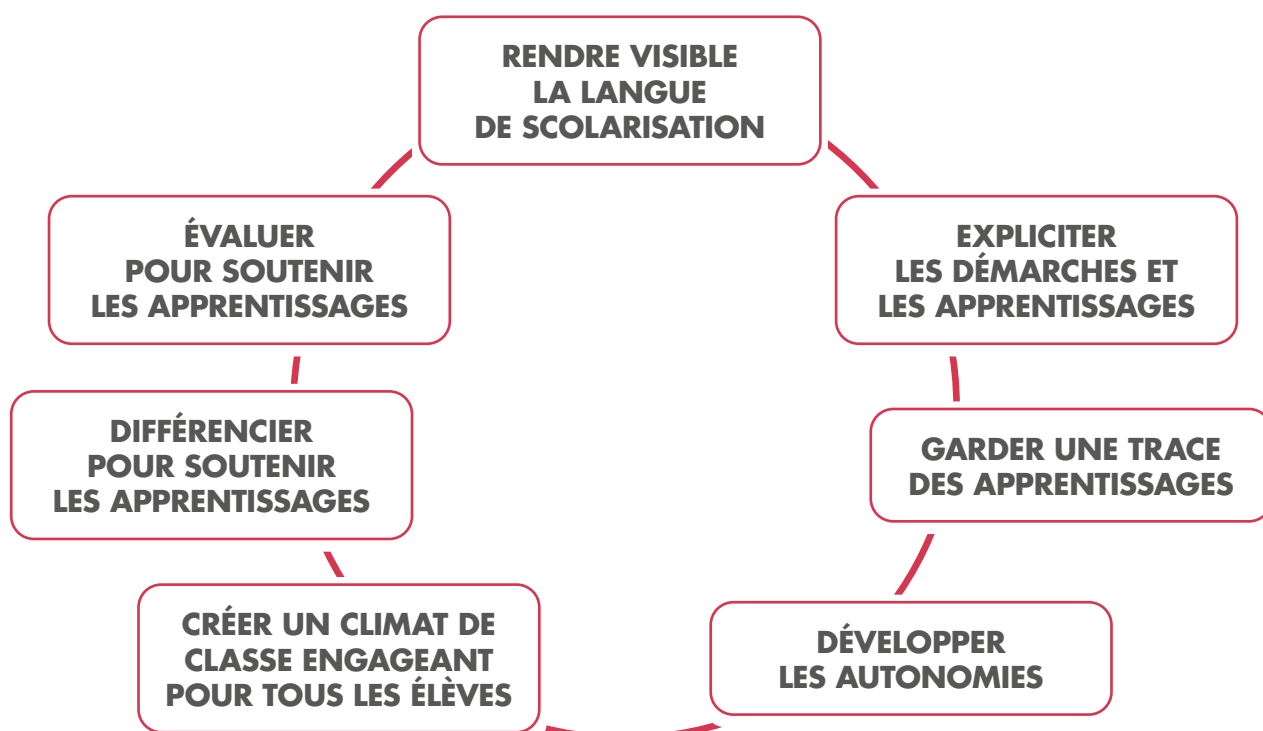 RENDRE VISIBLE
LA LANGUE
DE SCOLARISATION
ÉVALUER
POUR SOUTENIR
LES APPRENTISSAGES
EXPLICITER
LES DÉMARCHES ET
LES APPRENTISSAGES
DIFFÉRENCIER
POUR SOUTENIR
LES APPRENTISSAGES
GARDER UNE TRACE
DES APPRENTISSAGES
CRÉER UN CLIMAT DE
CLASSE ENGAGEANT
POUR TOUS LES ÉLÈVES
DÉVELOPPER
LES AUTONOMIES